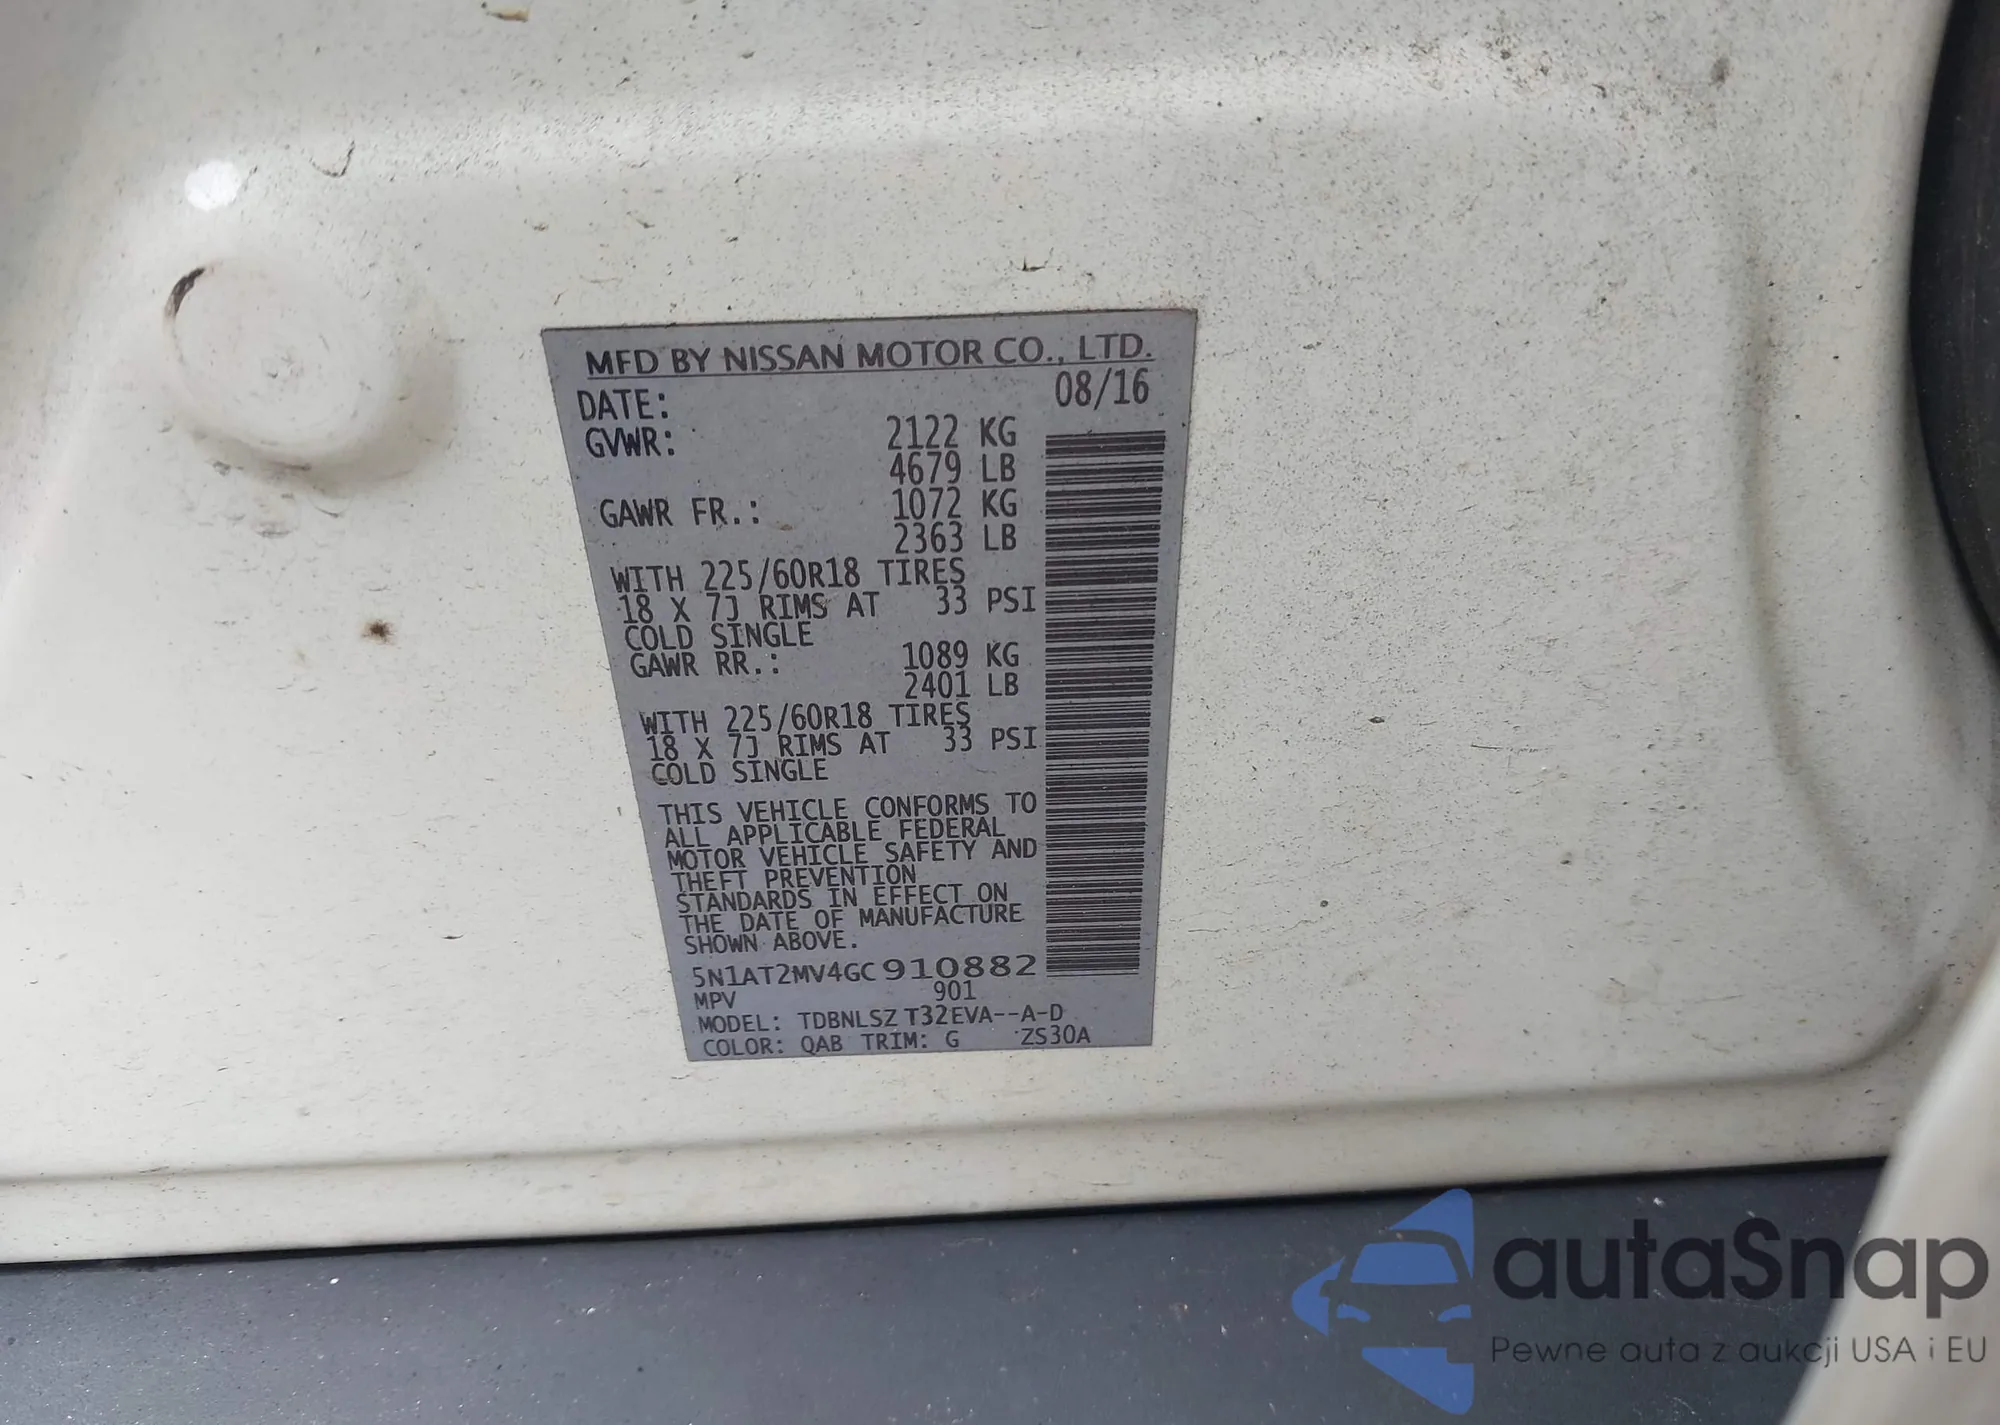 MFD BY NISSAN MOTOR CO., LTD.
DATE: 08/16
GVWR: 2122 KG
4679 LB
GAWR FR.: 1072 KG
2363 LB
WITH 225/60R18 TIRES
18 X 7J RIMS AT 33 PSI
COLD SINGLE
GAWR RR.: 1089 KG
2401 LB
WITH 225/60R18 TIRES
18 X 7J RIMS AT 33 PSI
COLD SINGLE
THIS VEHICLE CONFORMS TO
ALL APPLICABLE FEDERAL
MOTOR VEHICLE SAFETY AND
THEFT PREVENTION
STANDARDS IN EFFECT ON
THE DATE OF MANUFACTURE
SHOWN ABOVE.
5N1AT2MV4GC910882
MPV 901
MODEL: TDBNLSZ T32EVA--A-D
COLOR: QAB TRIM: G ZS30A
autaSnap
Pewne auta z aukcji USA i EU